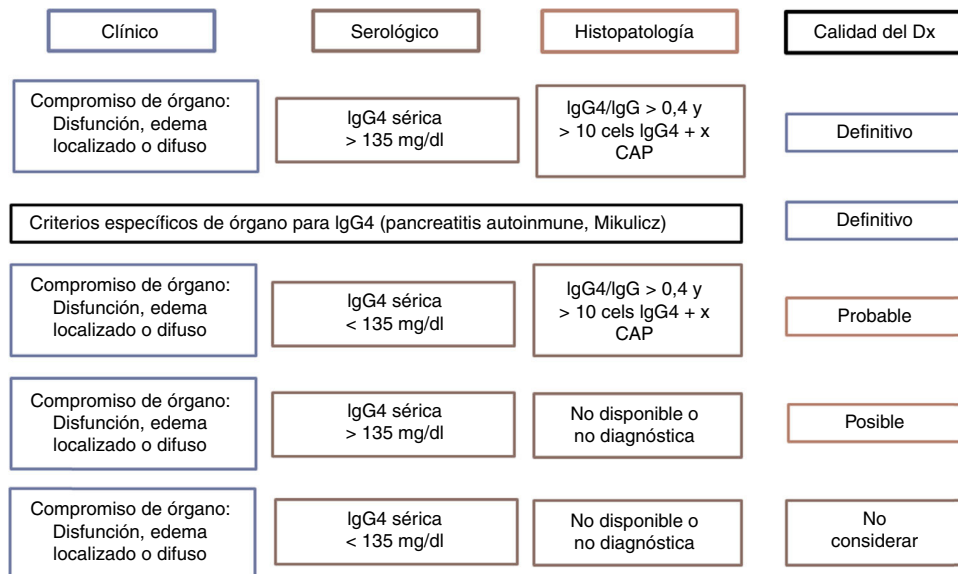 Clínico
Serológico
Histopatología
Calidad del Dx
Compromiso de órgano:
Disfunción, edema
localizado o difuso
IgG4 sérica
> 135 mg/dl
IgG4/IgG > 0,4 y
> 10 cels IgG4 + x
CAP
Definitivo
Criterios específicos de órgano para IgG4 (pancreatitis autoinmune, Mikulicz)
Definitivo
Compromiso de órgano:
Disfunción, edema
localizado o difuso
IgG4 sérica
< 135 mg/dl
IgG4/IgG > 0,4 y
> 10 cels IgG4 + x
CAP
Probable
Compromiso de órgano:
Disfunción, edema
localizado o difuso
IgG4 sérica
> 135 mg/dl
No disponible o
no diagnóstica
Posible
Compromiso de órgano:
Disfunción, edema
localizado o difuso
IgG4 sérica
< 135 mg/dl
No disponible o
no diagnóstica
No
considerar